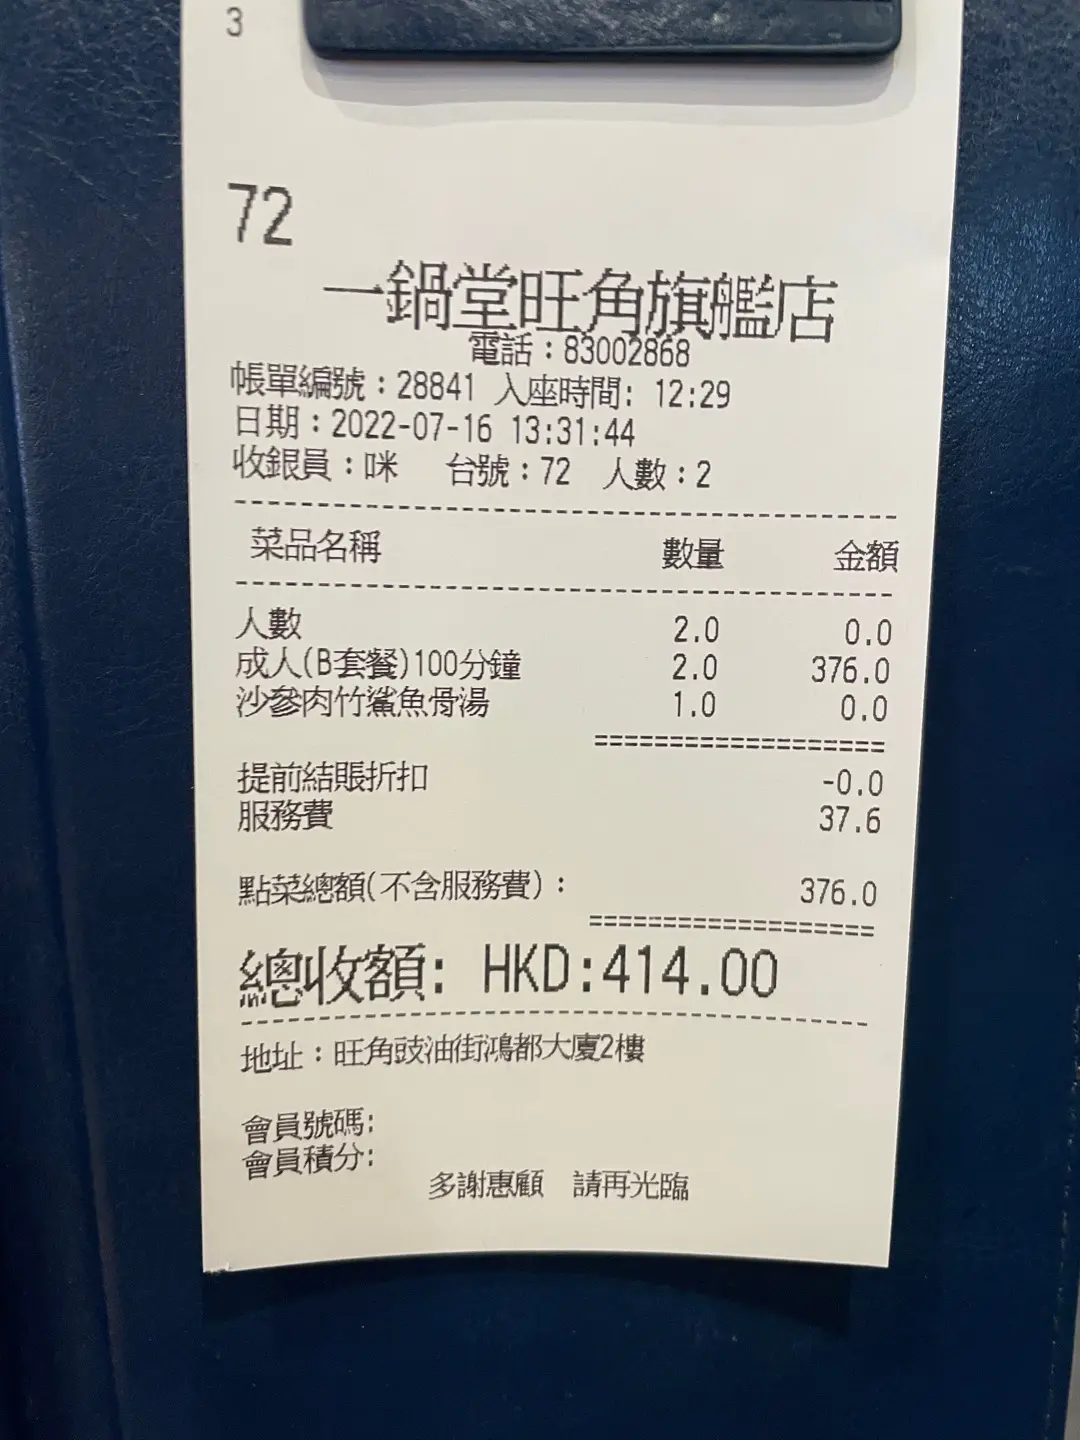 3
72
一鍋堂旺角旗艦店
電話：83002868
帳單編號：28841 入座時間: 12:29
日期：2022-07-16 13:31:44
收銀員：咪 台號：72 人數：2
菜品名稱 數量 金額
人數 2.0 0.0
成人(B套餐)100分鐘 2.0 376.0
沙參肉竹鯊魚骨湯 1.0 0.0
提前結賬折扣 -0.0
服務費 37.6
點菜總額(不含服務費)： 376.0
總收額: HKD:414.00
地址：旺角豉油街鴻都大廈2樓
會員號碼:
會員積分:
多謝惠顧 請再光臨